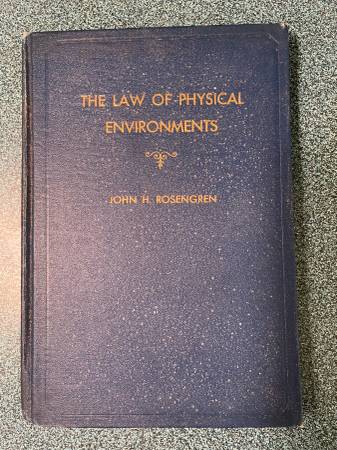 THE LAW OF PHYSICAL
ENVIRONMENTS
JOHN H. ROSENGREN